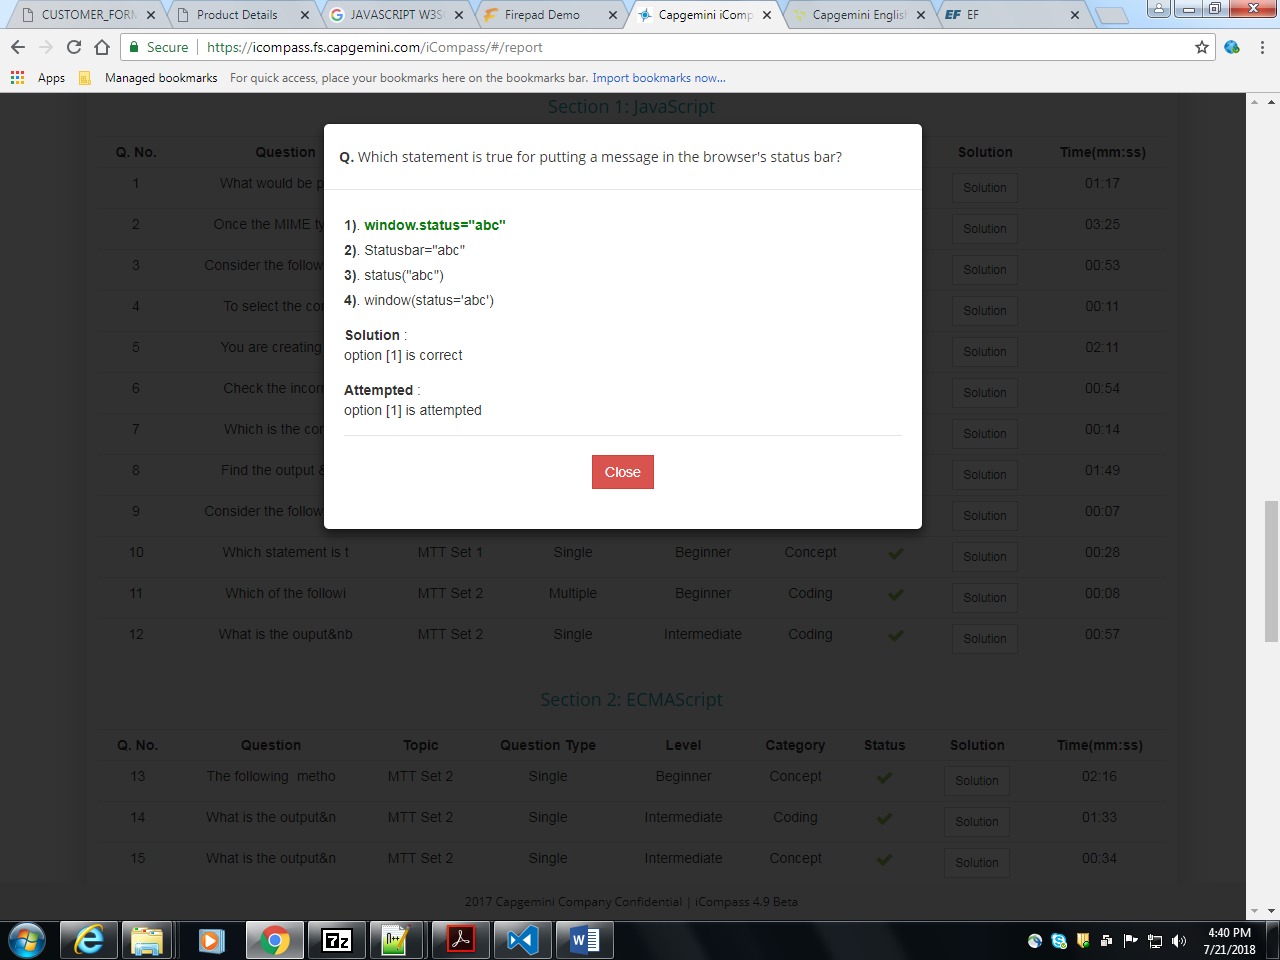 CUSTOMER_FORM
Product Details
JAVASCRIPT W3S
Firepad Demo
Capgemini iComp
Capgemini English
EF EF
Secure | https://icompass.fs.capgemini.com/iCompass/#/report
Apps Managed bookmarks For quick access, place your bookmarks here on the bookmarks bar. Import bookmarks now...
Section 1: JavaScript
Q. No. Question Solution Time(mm:ss)
Q. Which statement is true for putting a message in the browser's status bar?
1). window.status="abc"
2). Statusbar="abc"
3). status("abc")
4). window(status='abc')
Solution :
option [1] is correct
Attempted :
option [1] is attempted
Close
1 What would be p Solution 01:17
2 Once the MIME ty Solution 03:25
3 Consider the follow Solution 00:53
4 To select the cor Solution 00:11
5 You are creating Solution 02:11
6 Check the incor Solution 00:54
7 Which is the cor Solution 00:14
8 Find the output & Solution 01:49
9 Consider the follow Solution 00:07
10 Which statement is t MTT Set 1 Single Beginner Concept Solution 00:28
11 Which of the followi MTT Set 2 Multiple Beginner Coding Solution 00:08
12 What is the ouput&nb MTT Set 2 Single Intermediate Coding Solution 00:57
Section 2: ECMAScript
Q. No. Question Topic Question Type Level Category Status Solution Time(mm:ss)
13 The following metho MTT Set 2 Single Beginner Concept Solution 02:16
14 What is the output&n MTT Set 2 Single Intermediate Coding Solution 01:33
15 What is the output&n MTT Set 2 Single Intermediate Concept Solution 00:34
2017 Capgemini Company Confidential | iCompass 4.9 Beta
7z
4:40 PM
7/21/2018